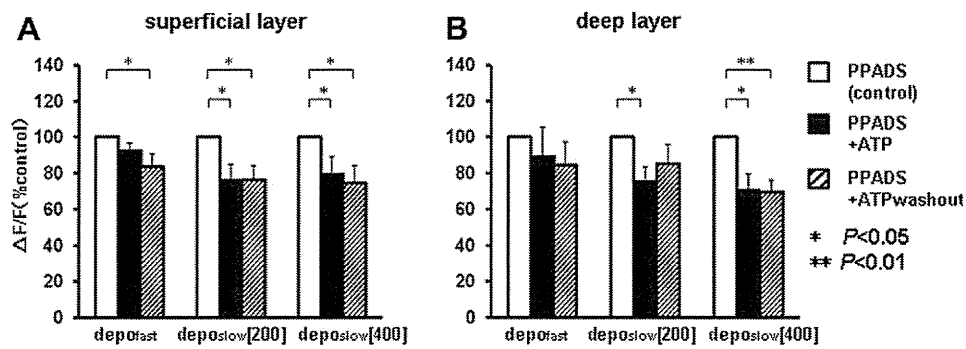 A superficial layer
B deep layer
ΔF/F (%control)
140
120
100
80
60
40
20
0
* * * * *
depofast deposlow[200] deposlow[400]
140
120
100
80
60
40
20
0
* ** *
depofast deposlow[200] deposlow[400]
PPADS
(control)
PPADS
+ATP
PPADS
+ATPwashout
* P<0.05
** P<0.01